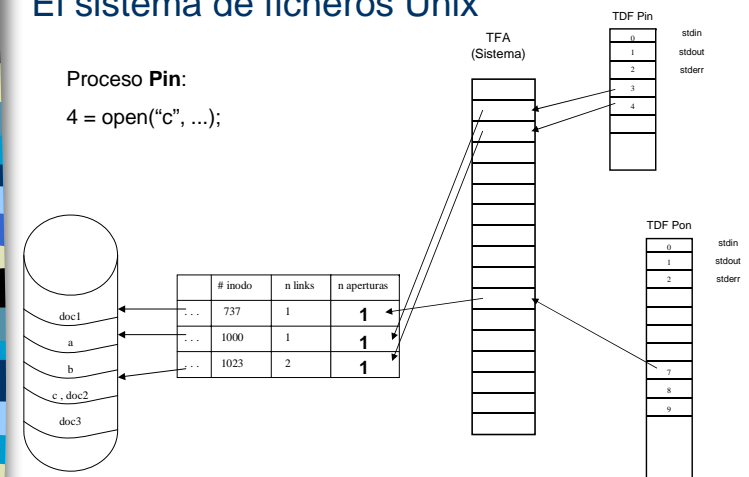 El sistema de ficheros Unix
Proceso Pin:
4 = open("c", ...);
TFA
(Sistema)
TDF Pin
0 stdin
1 stdout
2 stderr
3
4
TDF Pon
0 stdin
1 stdout
2 stderr
7
8
9
# inodo n links n aperturas
. . . 737 1 1
. . . 1000 1 1
. . . 1023 2 1
doc1
a
b
c , doc2
doc3